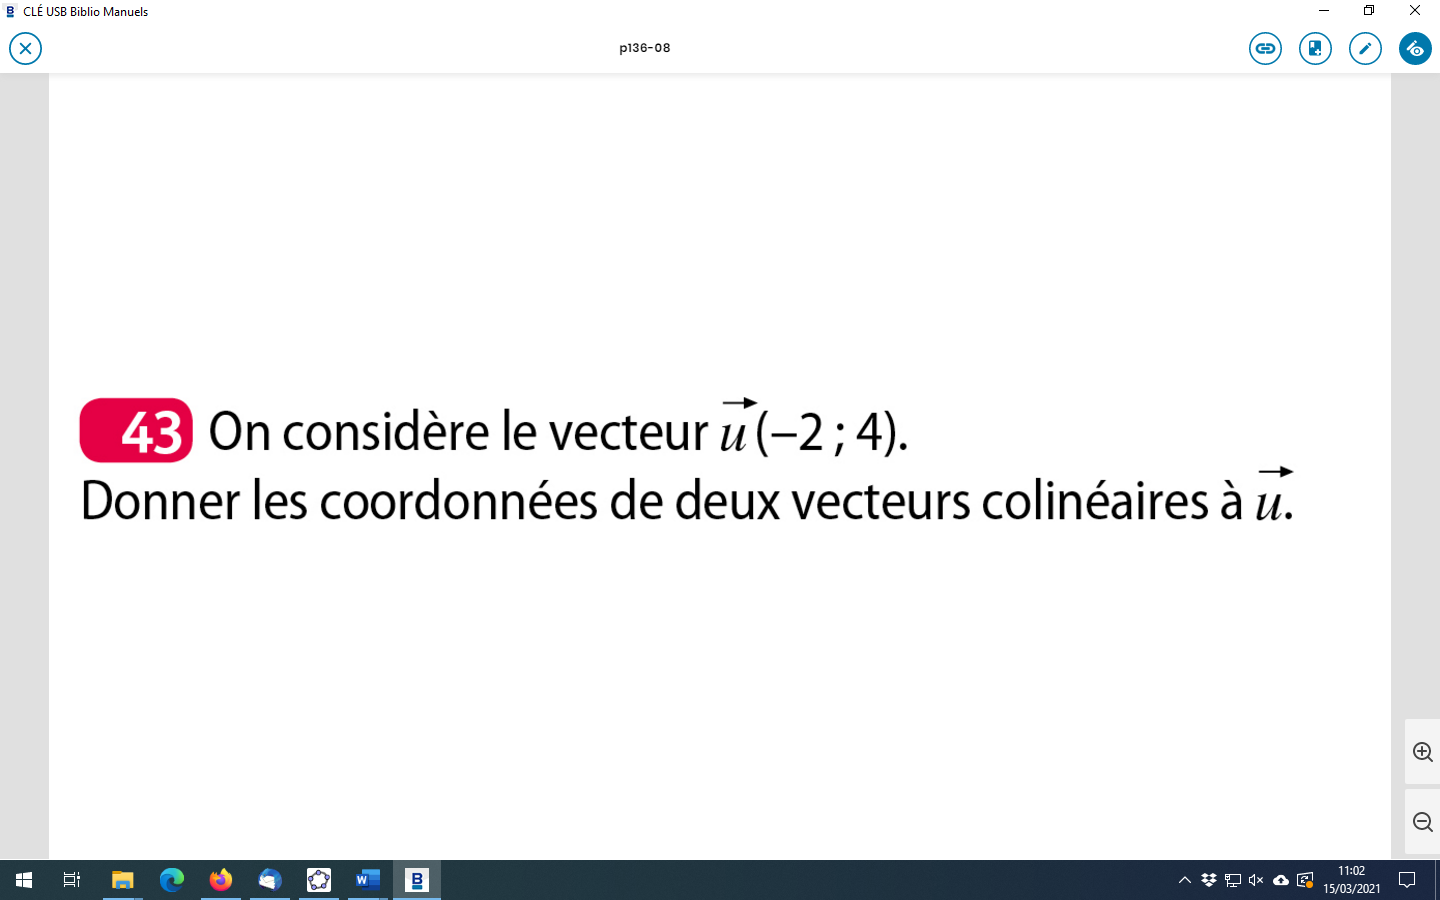 CLÉ USB Biblio Manuels
p136-08
43 On considère le vecteur u(–2 ; 4).
Donner les coordonnées de deux vecteurs colinéaires à u.
11:02
15/03/2021